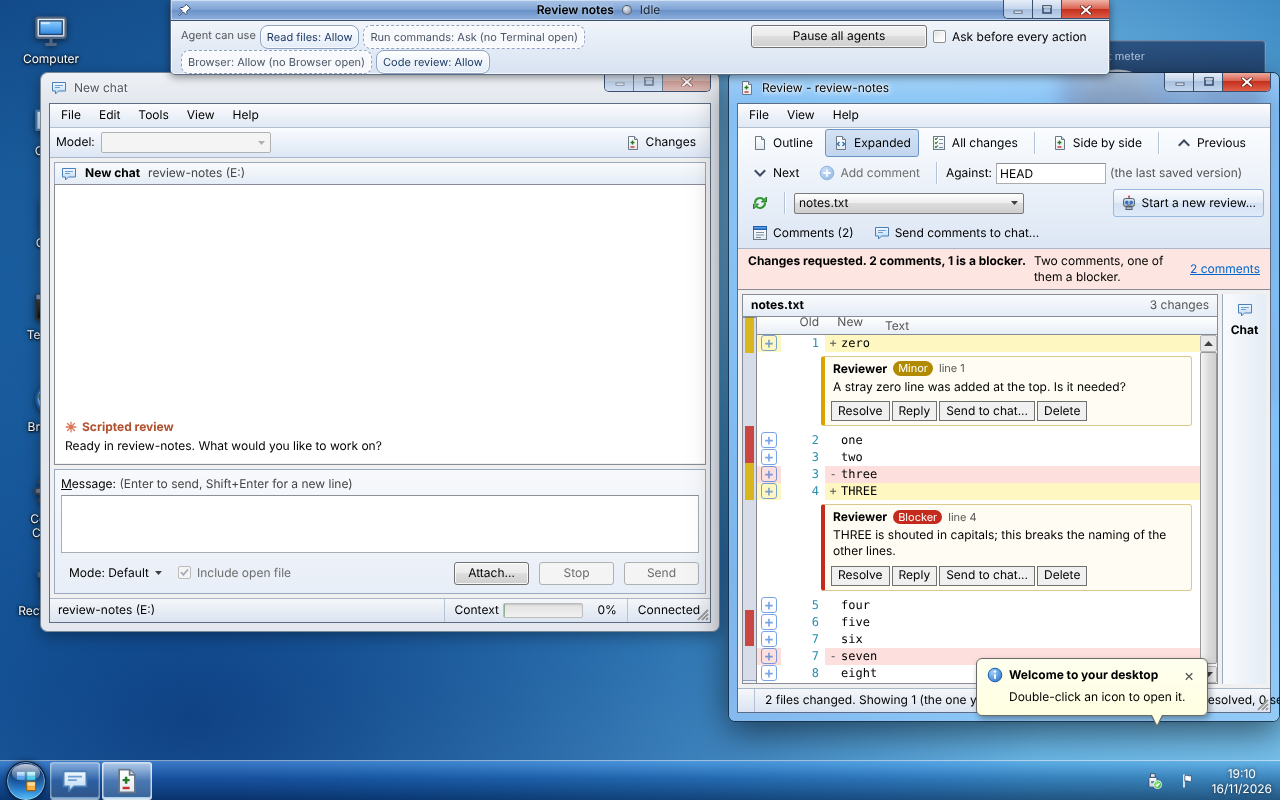 Review notes Idle
Agent can use Read files: Allow Run commands: Ask (no Terminal open)
Browser: Allow (no Browser open) Code review: Allow
Pause all agents Ask before every action
meter
Computer
New chat
File Edit Tools View Help
Model: Changes
New chat review-notes (E:)
Scripted review
Ready in review-notes. What would you like to work on?
Message: (Enter to send, Shift+Enter for a new line)
Mode: Default Include open file Attach... Stop Send
review-notes (E:) Context 0% Connected
Review - review-notes
File View Help
Outline Expanded All changes Side by side Previous
Next Add comment Against: HEAD (the last saved version)
notes.txt Start a new review...
Comments (2) Send comments to chat...
Changes requested. 2 comments, 1 is a blocker. Two comments, one of
them a blocker.
2 comments
notes.txt 3 changes
Old New Text
1 + zero
Reviewer Minor line 1
A stray zero line was added at the top. Is it needed?
Resolve Reply Send to chat... Delete
2 one
3 two
3 - three
4 + THREE
Reviewer Blocker line 4
THREE is shouted in capitals; this breaks the naming of the
other lines.
Resolve Reply Send to chat... Delete
5 four
6 five
7 six
7 - seven
8 eight
Chat
2 files changed. Showing 1 (the one y
Welcome to your desktop
Double-click an icon to open it.
19:10
16/11/2026